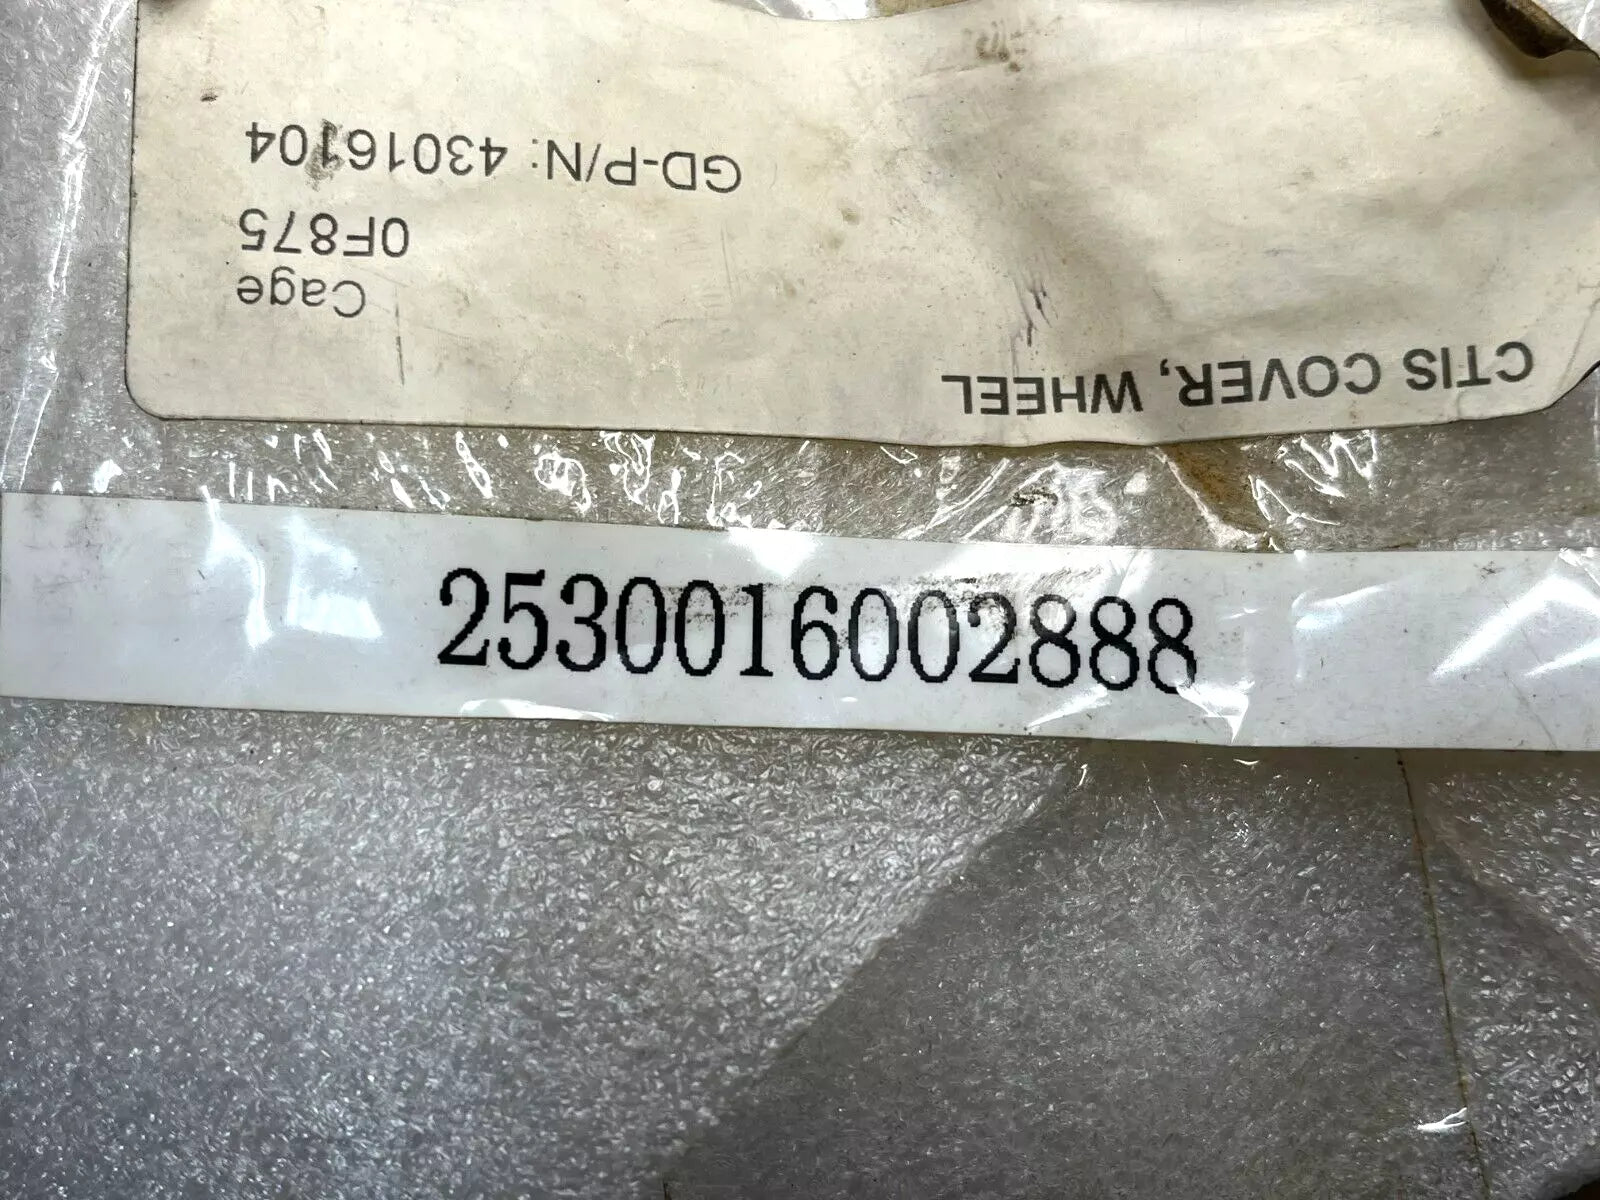 CTIS COVER, WHEEL
Cage
0F875
GD-P/N: 43016104
2530016002888